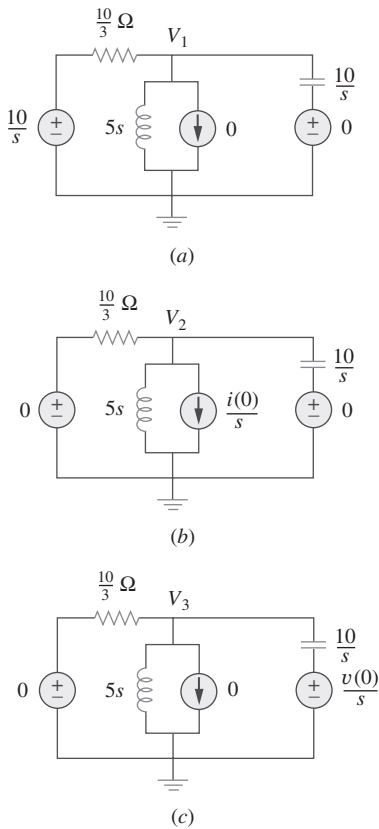 10/3 Ω
V1
10/s
10/s
5s
0
0
+
−
+
−
(a)
10/3 Ω
V2
10/s
0
5s
i(0)/s
0
+
−
+
−
(b)
10/3 Ω
V3
10/s
0
5s
0
v(0)/s
+
−
+
−
(c)